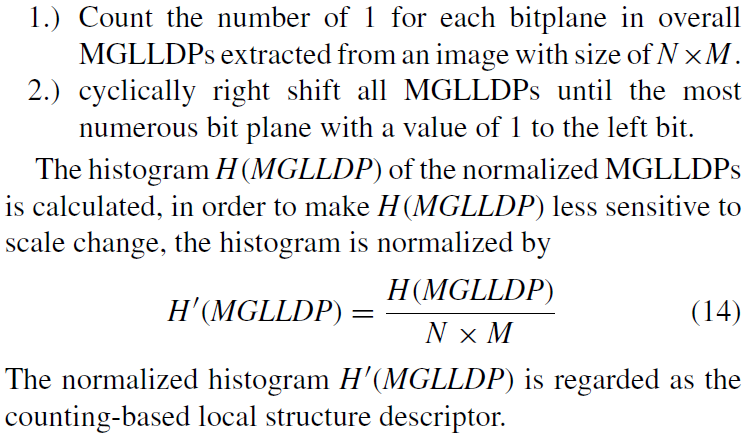 1.) Count the number of 1 for each bitplane in overall
MGLLDPs extracted from an image with size of N × M.
2.) cyclically right shift all MGLLDPs until the most
numerous bit plane with a value of 1 to the left bit.
The histogram H(MGLLDP) of the normalized MGLLDPs
is calculated, in order to make H(MGLLDP) less sensitive to
scale change, the histogram is normalized by
H′(MGLLDP) = H(MGLLDP) / N × M (14)
The normalized histogram H′(MGLLDP) is regarded as the
counting-based local structure descriptor.